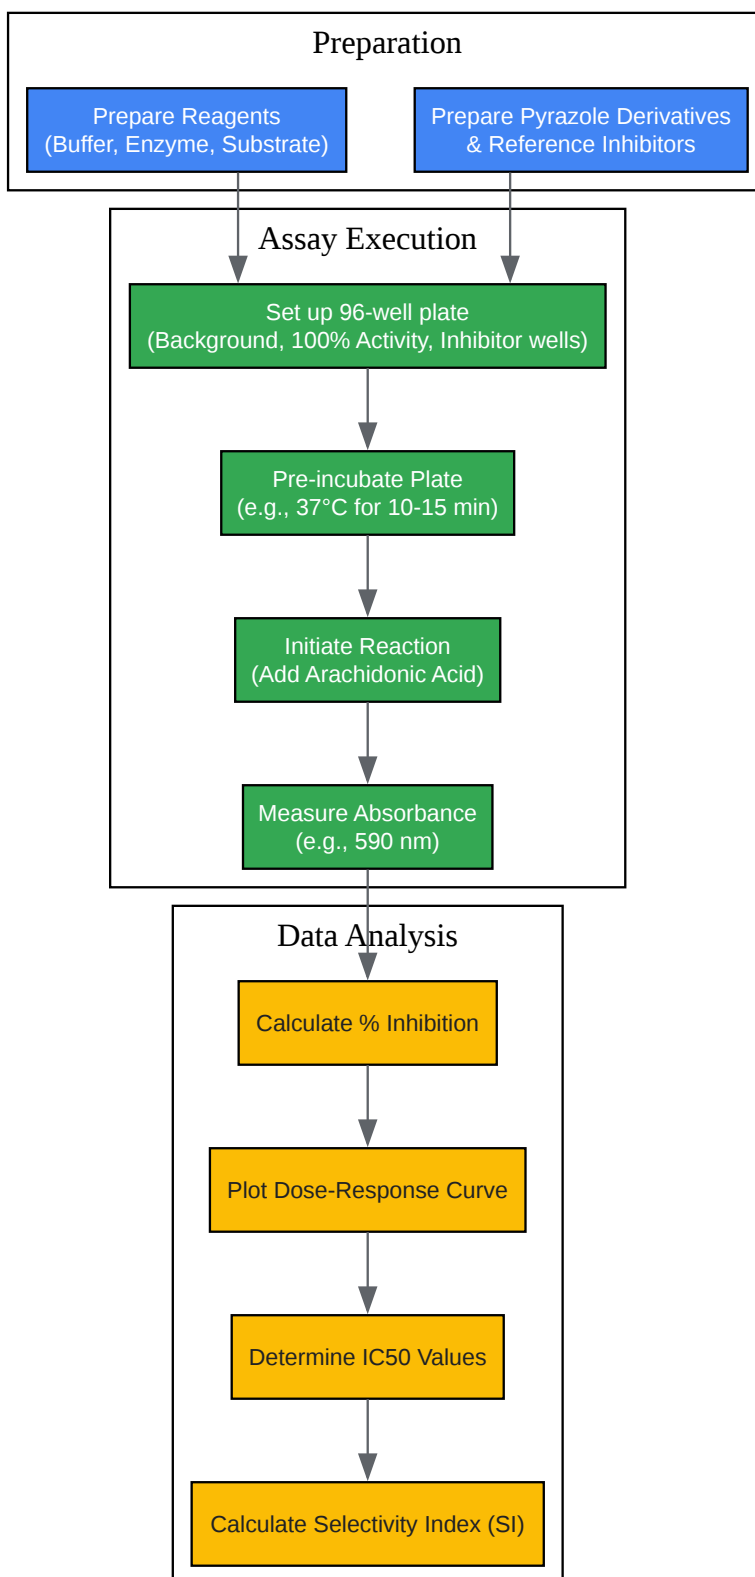 Preparation
Prepare Reagents
(Buffer, Enzyme, Substrate)
Prepare Pyrazole Derivatives
& Reference Inhibitors
Assay Execution
Set up 96-well plate
(Background, 100% Activity, Inhibitor wells)
Pre-incubate Plate
(e.g., 37°C for 10-15 min)
Initiate Reaction
(Add Arachidonic Acid)
Measure Absorbance
(e.g., 590 nm)
Data Analysis
Calculate % Inhibition
Plot Dose-Response Curve
Determine IC50 Values
Calculate Selectivity Index (SI)